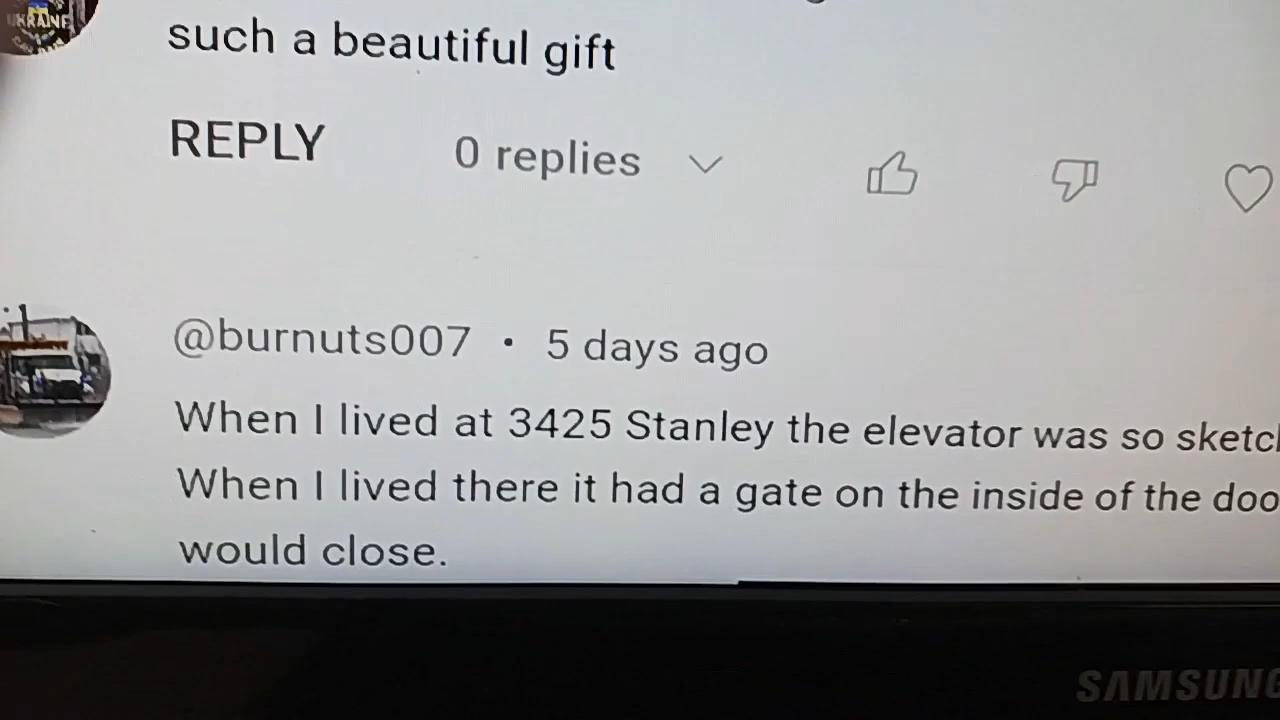 UKRAINE
such a beautiful gift
REPLY 0 replies
@burnuts007 • 5 days ago
When I lived at 3425 Stanley the elevator was so sketc
When I lived there it had a gate on the inside of the doo
would close.
SAMSUNG